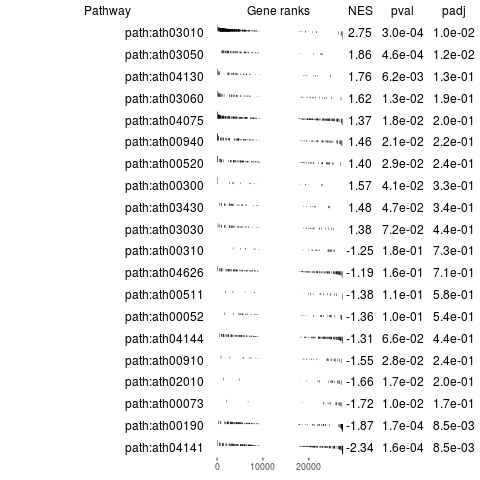 Pathway Gene ranks NES pval padj
path:ath03010 2.75 3.0e-04 1.0e-02
path:ath03050 1.86 4.6e-04 1.2e-02
path:ath04130 1.76 6.2e-03 1.3e-01
path:ath03060 1.62 1.3e-02 1.9e-01
path:ath04075 1.37 1.8e-02 2.0e-01
path:ath00940 1.46 2.1e-02 2.2e-01
path:ath00520 1.40 2.9e-02 2.4e-01
path:ath00300 1.57 4.1e-02 3.3e-01
path:ath03430 1.48 4.7e-02 3.4e-01
path:ath03030 1.38 7.2e-02 4.4e-01
path:ath00310 -1.25 1.8e-01 7.3e-01
path:ath04626 -1.19 1.6e-01 7.1e-01
path:ath00511 -1.38 1.1e-01 5.8e-01
path:ath00052 -1.36 1.0e-01 5.4e-01
path:ath04144 -1.31 6.6e-02 4.4e-01
path:ath00910 -1.55 2.8e-02 2.4e-01
path:ath02010 -1.66 1.7e-02 2.0e-01
path:ath00073 -1.72 1.0e-02 1.7e-01
path:ath00190 -1.87 1.7e-04 8.5e-03
path:ath04141 -2.34 1.6e-04 8.5e-03
0 10000 20000